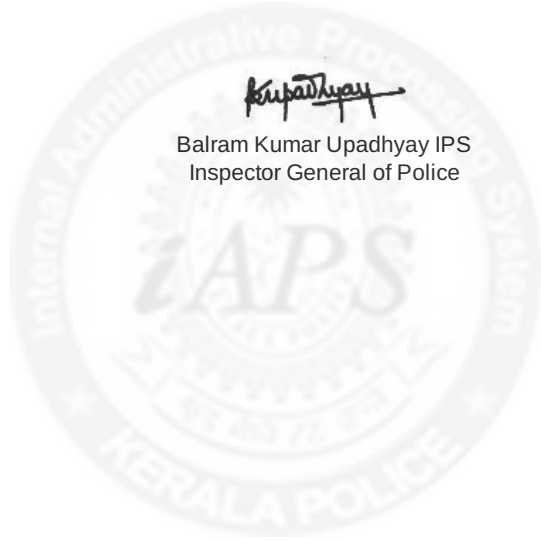 Internal Administrative Processing System
Balram Kumar Upadhyay IPS
Inspector General of Police
iAPS
KERALA POLICE